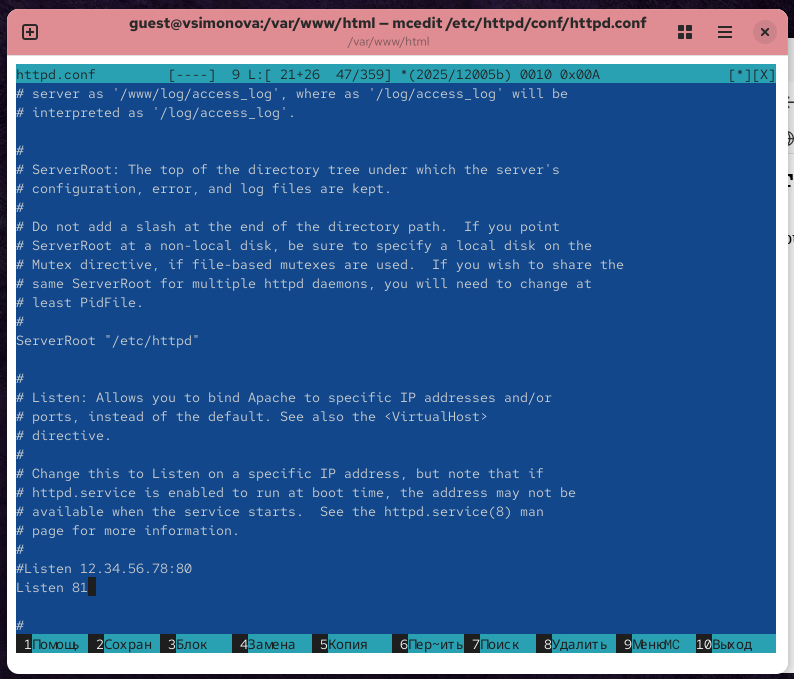 guest@vsimonova:/var/www/html — mcedit /etc/httpd/conf/httpd.conf
/var/www/html
httpd.conf         [----]  9 L:[ 21+26  47/359] *(2025/12005b) 0010 0x00A                [*][X]
# server as '/www/log/access_log', where as '/log/access_log' will be
# interpreted as '/log/access_log'.
#
# ServerRoot: The top of the directory tree under which the server's
# configuration, error, and log files are kept.
#
# Do not add a slash at the end of the directory path.  If you point
# ServerRoot at a non-local disk, be sure to specify a local disk on the
# Mutex directive, if file-based mutexes are used.  If you wish to share the
# same ServerRoot for multiple httpd daemons, you will need to change at
# least PidFile.
#
ServerRoot "/etc/httpd"
#
# Listen: Allows you to bind Apache to specific IP addresses and/or
# ports, instead of the default. See also the <VirtualHost>
# directive.
#
# Change this to Listen on a specific IP address, but note that if
# httpd.service is enabled to run at boot time, the address may not be
# available when the service starts.  See the httpd.service(8) man
# page for more information.
#
#Listen 12.34.56.78:80
Listen 81
#
1Помощь 2Сохран 3Блок 4Замена 5Копия 6Пер~ить 7Поиск 8Удалить 9МенюMC 10Выход